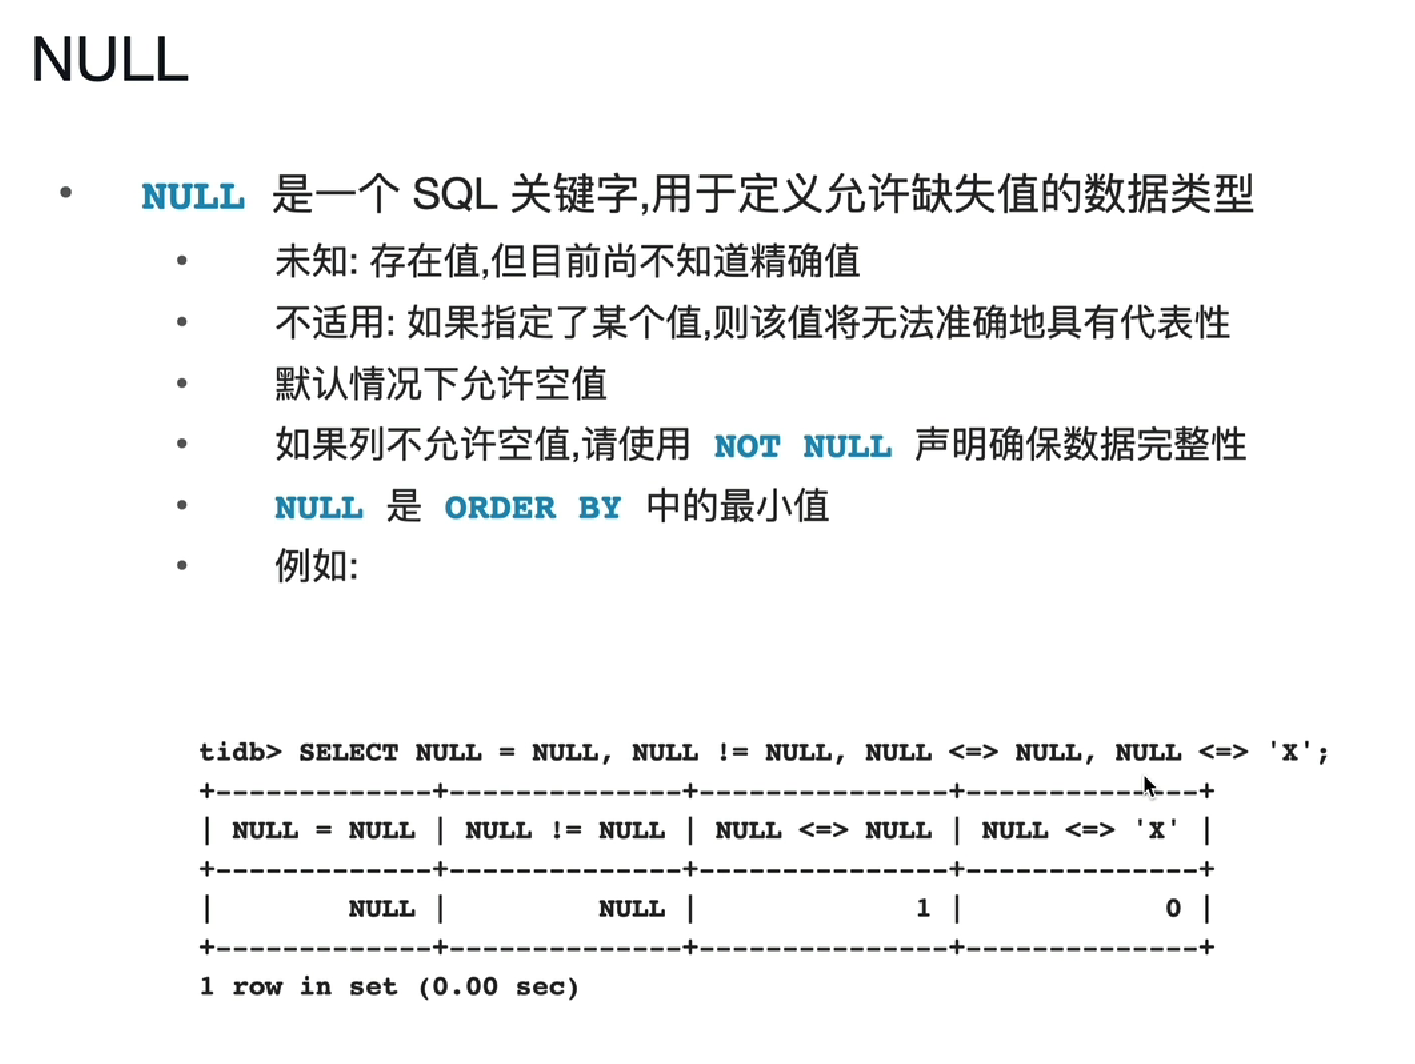 NULL
• NULL 是一个 SQL 关键字,用于定义允许缺失值的数据类型
• 未知: 存在值,但目前尚不知道精确值
• 不适用: 如果指定了某个值,则该值将无法准确地具有代表性
• 默认情况下允许空值
• 如果列不允许空值,请使用 NOT NULL 声明确保数据完整性
• NULL 是 ORDER BY 中的最小值
• 例如:
tidb> SELECT NULL = NULL, NULL != NULL, NULL <=> NULL, NULL <=> 'X';
+-------------+--------------+---------------+--------------+
| NULL = NULL | NULL != NULL | NULL <=> NULL | NULL <=> 'X' |
+-------------+--------------+---------------+--------------+
|        NULL |         NULL |             1 |            0 |
+-------------+--------------+---------------+--------------+
1 row in set (0.00 sec)